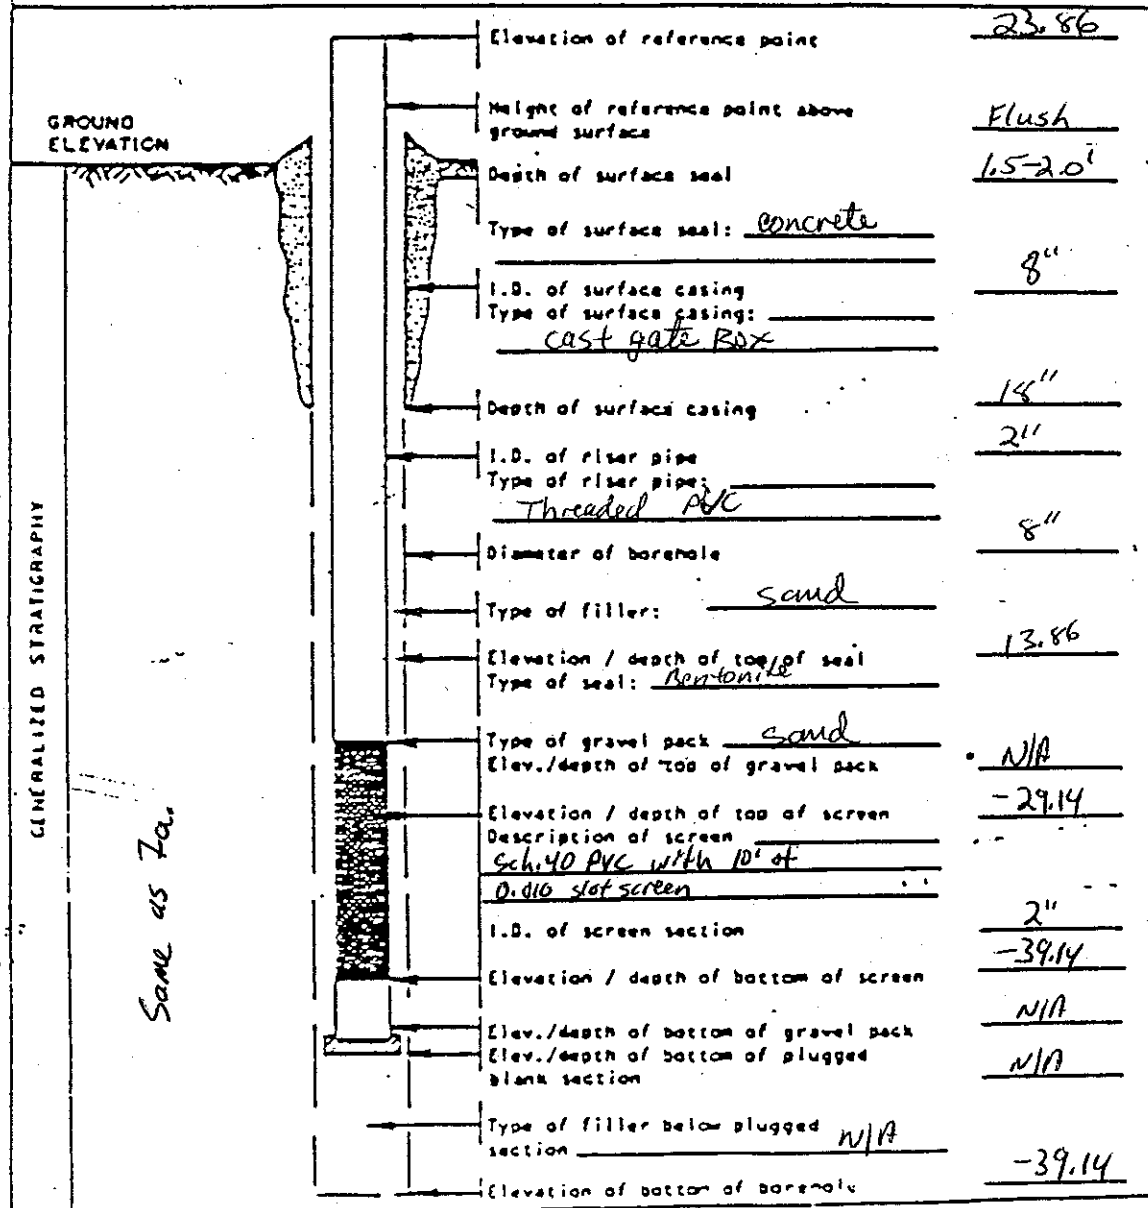 Elevation of reference point 23.86
GROUND
ELEVATION
Height of reference point above
ground surface Flush
Depth of surface seal 1.5-2.0'
Type of surface seal: concrete
I.D. of surface casing 8"
Type of surface casing:
cast gate Box
Depth of surface casing 18"
I.D. of riser pipe 2"
Type of riser pipe:
Threaded PVC
Diameter of borehole 8"
Type of filler: sand
Elevation / depth of top of seal 13.86
Type of seal: Bentonite
Type of gravel pack sand
Elev./depth of top of gravel pack N/A
Elevation / depth of top of screen -29.14
Description of screen
Sch.40 PVC with 10' of
0.010 slot screen
I.D. of screen section 2"
Elevation / depth of bottom of screen -39.14
Elev./depth of bottom of gravel pack N/A
Elev./depth of bottom of plugged
blank section N/A
Type of filler below plugged
section N/A
Elevation of bottom of borehole -39.14
GENERALIZED STRATIGRAPHY
Same as 7a.